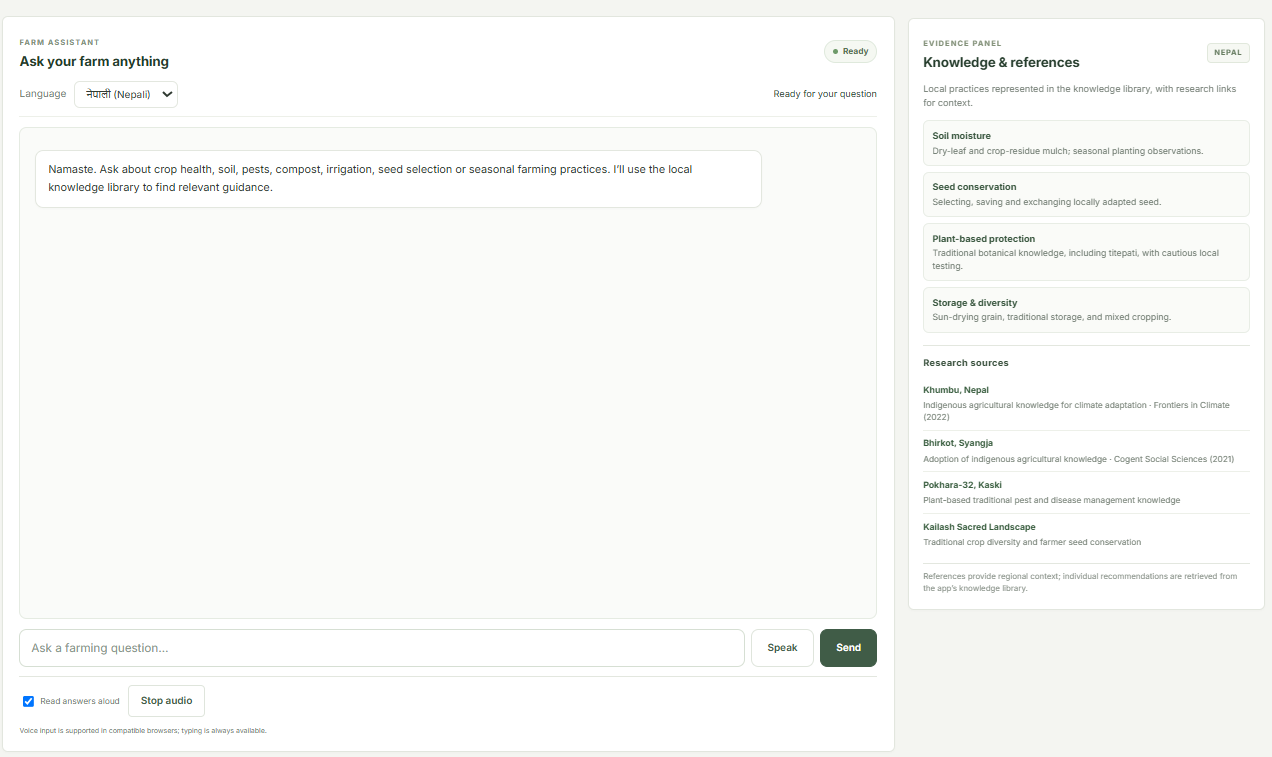 FARM ASSISTANT
Ask your farm anything
Ready
Language
नेपाली (Nepali)
Ready for your question
Namaste. Ask about crop health, soil, pests, compost, irrigation, seed selection or seasonal farming practices. I'll use the local
knowledge library to find relevant guidance.
Ask a farming question...
Speak
Send
Read answers aloud
Stop audio
Voice input is supported in compatible browsers; typing is always available.
EVIDENCE PANEL
Knowledge & references
NEPAL
Local practices represented in the knowledge library, with research links
for context.
Soil moisture
Dry-leaf and crop-residue mulch; seasonal planting observations.
Seed conservation
Selecting, saving and exchanging locally adapted seed.
Plant-based protection
Traditional botanical knowledge, including titepati, with cautious local
testing.
Storage & diversity
Sun-drying grain, traditional storage, and mixed cropping.
Research sources
Khumbu, Nepal
Indigenous agricultural knowledge for climate adaptation · Frontiers in Climate
(2022)
Bhirkot, Syangja
Adoption of indigenous agricultural knowledge · Cogent Social Sciences (2021)
Pokhara-32, Kaski
Plant-based traditional pest and disease management knowledge
Kailash Sacred Landscape
Traditional crop diversity and farmer seed conservation
References provide regional context; individual recommendations are retrieved from
the app's knowledge library.